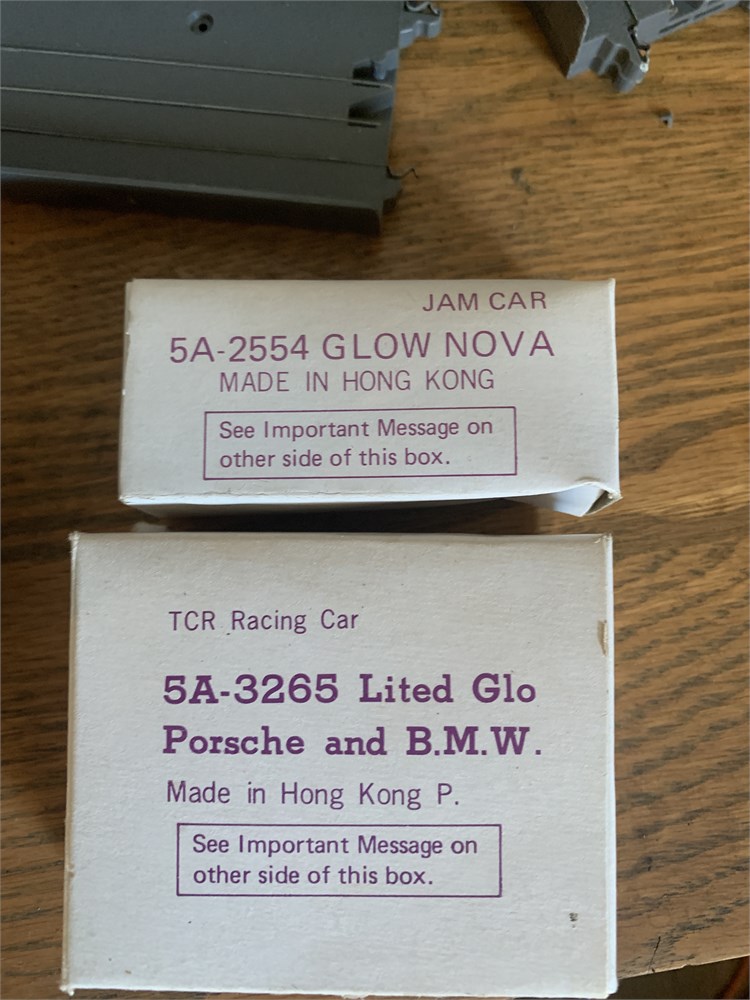 JAM CAR
5A-2554 GLOW NOVA
MADE IN HONG KONG
See Important Message on
other side of this box.
TCR Racing Car
5A-3265 Lited Glo
Porsche and B.M.W.
Made in Hong Kong P.
See Important Message on
other side of this box.